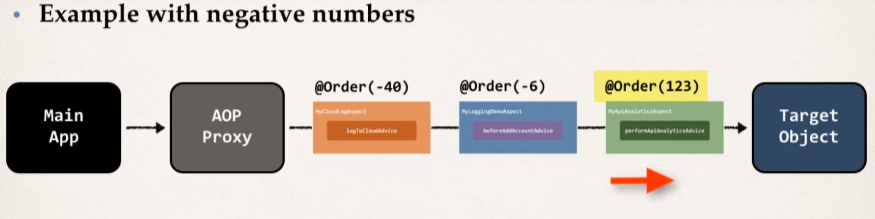 • Example with negative numbers
@Order(-40) @Order(-6) @Order(123)
Main App
AOP Proxy
MyCloudLogAspect
logToCloudAdvice
MyLoggingDemoAspect
beforeAddAccountAdvice
MyApiAnalyticsAspect
performApiAnalyticsAdvice
Target Object